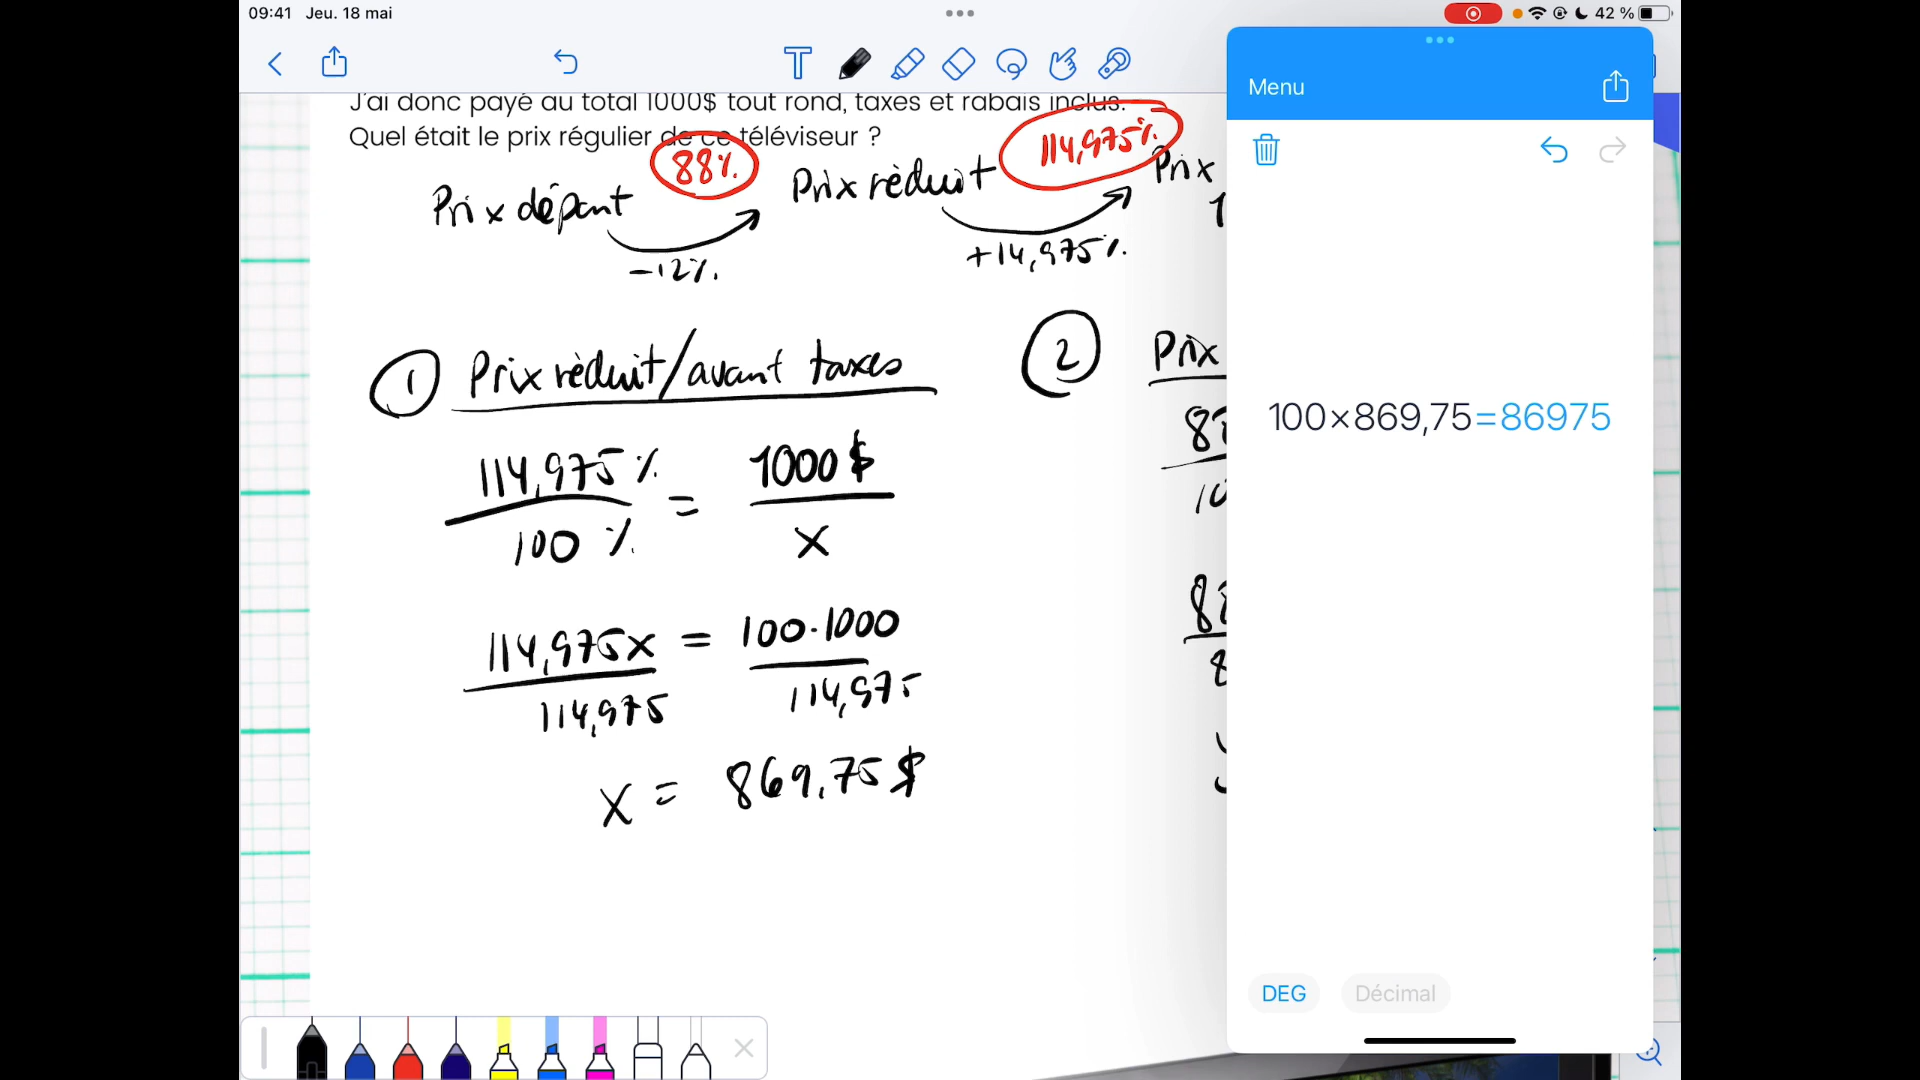 09:41 Jeu. 18 mai
42 %
Menu
J'ai donc payé au total 1000$ tout rond, taxes et rabais inclus.
Quel était le prix régulier de ce téléviseur ?
88%
114,975%
Prix départ
Prix réduit
Prix
1
-12%
+14,975%
① Prix réduit/avant taxes
114,975% = 1000$
100% x
114,975x = 100·1000
114,975 114,975
x = 869,75$
② Prix
100×869,75=86975
DEG Décimal